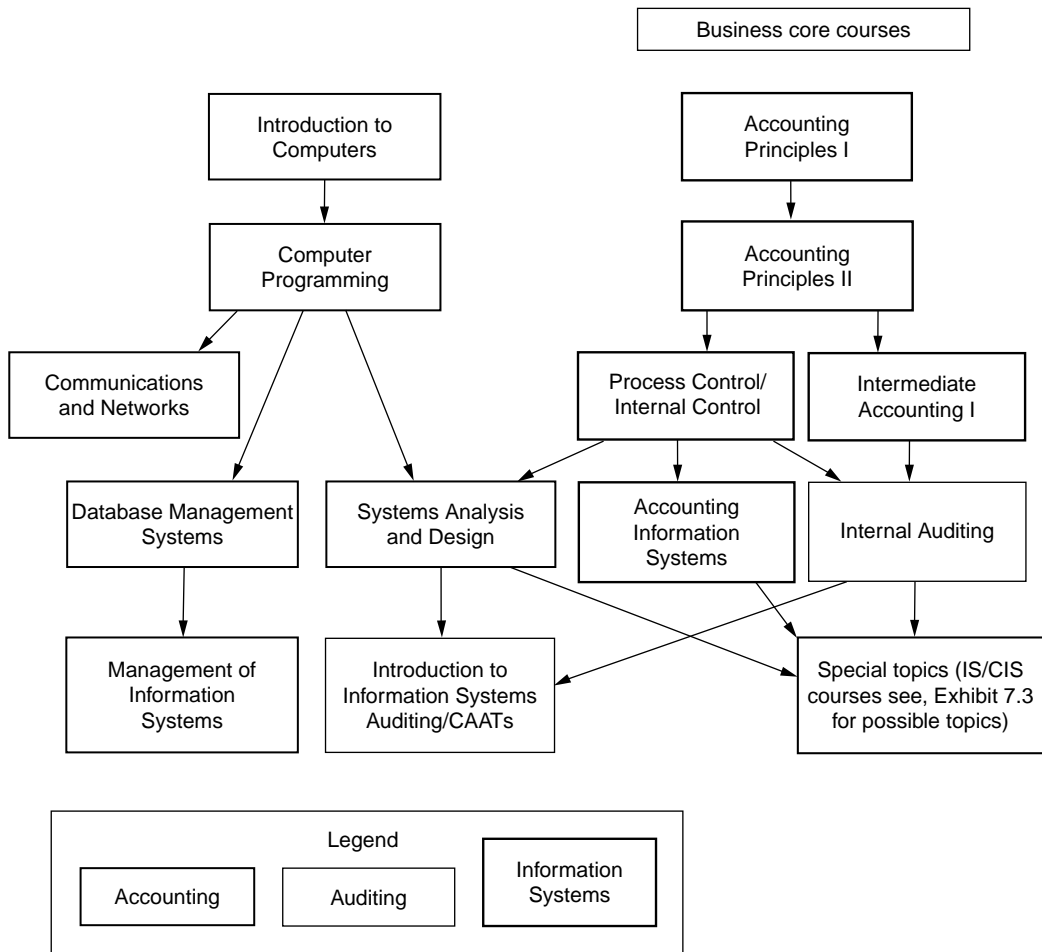 Business core courses
Introduction to
Computers
Accounting
Principles I
Computer
Programming
Accounting
Principles II
Communications
and Networks
Process Control/
Internal Control
Intermediate
Accounting I
Database Management
Systems
Systems Analysis
and Design
Accounting
Information
Systems
Internal Auditing
Management of
Information
Systems
Introduction to
Information Systems
Auditing/CAATs
Special topics (IS/CIS
courses see, Exhibit 7.3
for possible topics)
Legend
Accounting
Auditing
Information
Systems